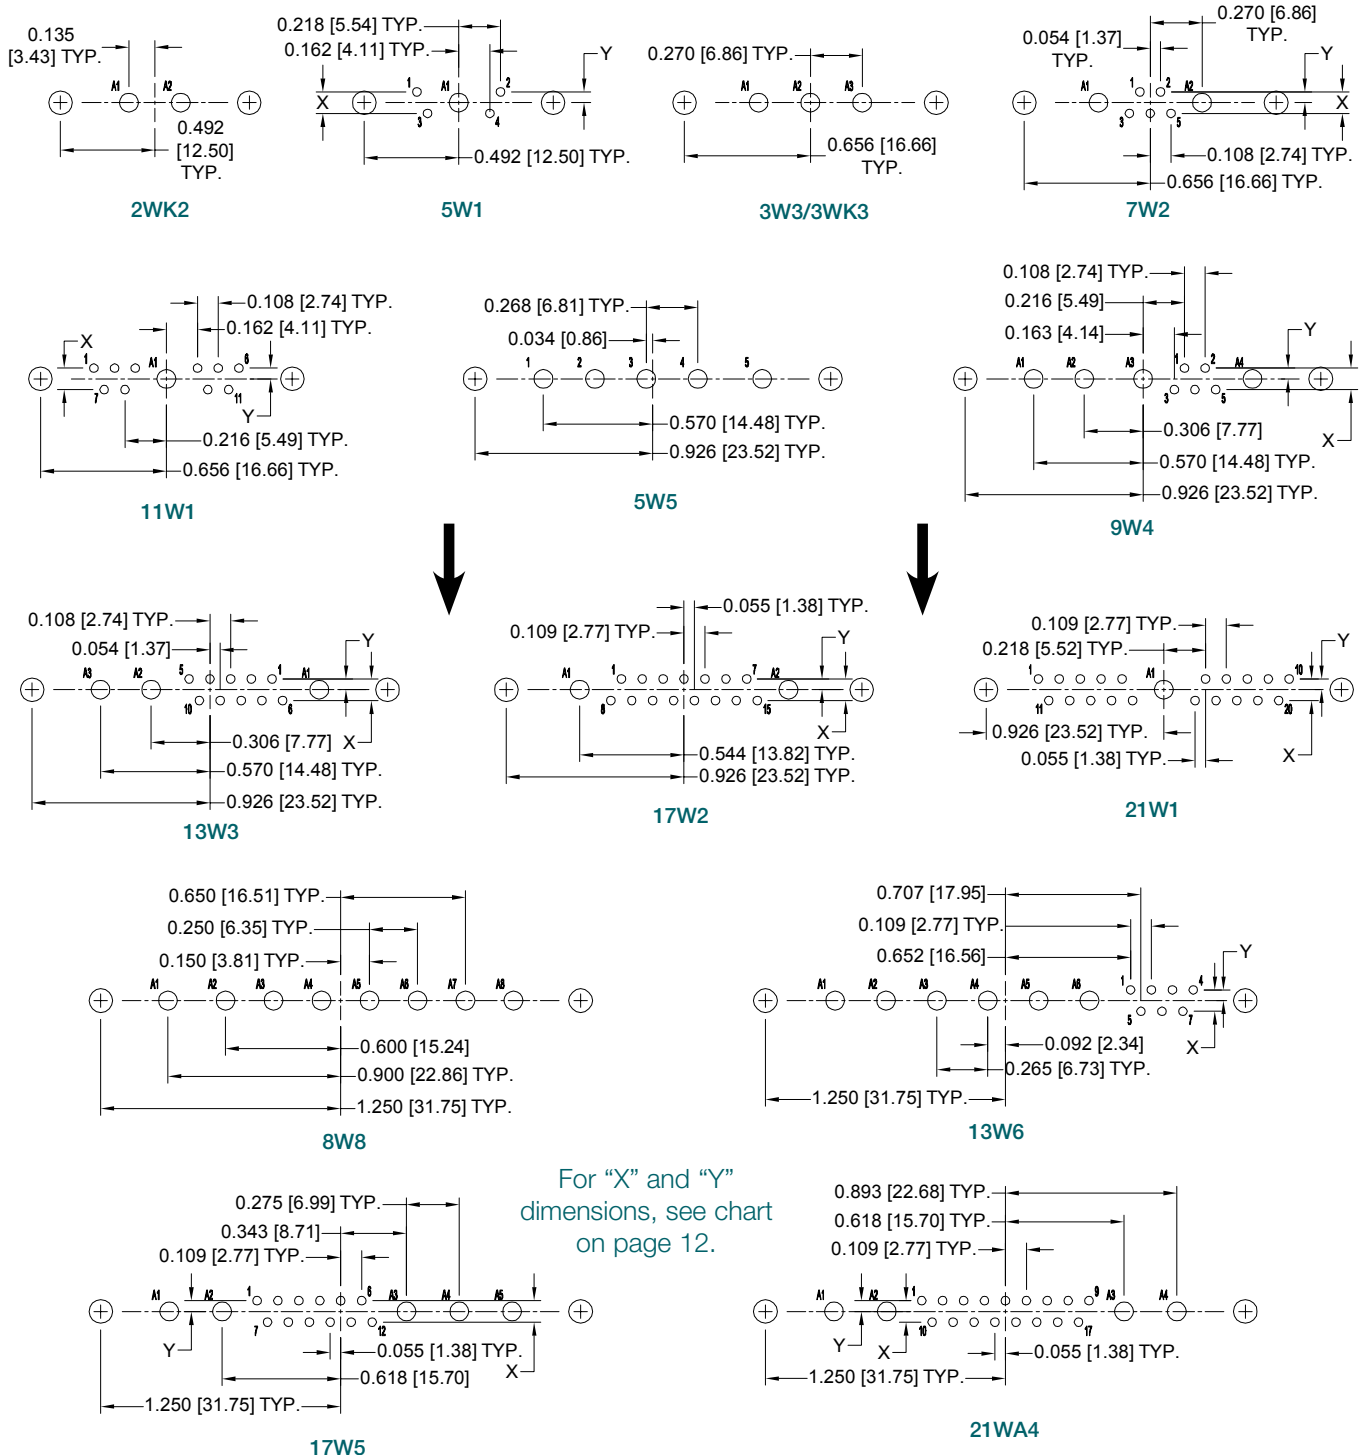 0.135
[3.43] TYP.
A1
A2
0.492
[12.50]
TYP.
2WK2
0.218 [5.54] TYP.
0.162 [4.11] TYP.
Y
1
A1
2
X
3
4
0.492 [12.50] TYP.
5W1
0.270 [6.86] TYP.
A1
A2
A3
0.656 [16.66]
TYP.
3W3/3WK3
0.270 [6.86]
TYP.
0.054 [1.37]
TYP.
Y
A1
1
2
A2
X
3
5
0.108 [2.74] TYP.
0.656 [16.66] TYP.
7W2
0.108 [2.74] TYP.
0.162 [4.11] TYP.
X
1
A1
6
7
11
Y
0.216 [5.49] TYP.
0.656 [16.66] TYP.
11W1
0.268 [6.81] TYP.
0.034 [0.86]
1
2
3
4
5
0.570 [14.48] TYP.
0.926 [23.52] TYP.
5W5
0.108 [2.74] TYP.
0.216 [5.49]
0.163 [4.14]
Y
A1
A2
A3
1
2
A4
3
5
X
0.306 [7.77]
0.570 [14.48] TYP.
0.926 [23.52] TYP.
9W4
0.108 [2.74] TYP.
0.054 [1.37]
Y
A3
A2
5
1
A1
10
6
X
0.306 [7.77]
0.570 [14.48] TYP.
0.926 [23.52] TYP.
13W3
0.055 [1.38] TYP.
0.109 [2.77] TYP.
Y
A1
1
7
A2
8
15
X
0.544 [13.82] TYP.
0.926 [23.52] TYP.
17W2
0.109 [2.77] TYP.
0.218 [5.52] TYP.
Y
1
A1
10
11
20
X
0.926 [23.52] TYP.
0.055 [1.38] TYP.
21W1
0.650 [16.51] TYP.
0.250 [6.35] TYP.
0.150 [3.81] TYP.
A1
A2
A3
A4
A5
A6
A7
A8
0.600 [15.24]
0.900 [22.86] TYP.
1.250 [31.75] TYP.
8W8
0.707 [17.95]
0.109 [2.77] TYP.
0.652 [16.56]
Y
A1
A2
A3
A4
A5
A6
1
4
5
7
X
0.092 [2.34]
0.265 [6.73] TYP.
1.250 [31.75] TYP.
13W6
For “X” and “Y”
dimensions, see chart
on page 12.
0.275 [6.99] TYP.
0.343 [8.71]
0.109 [2.77] TYP.
A1
A2
1
6
A3
A4
A5
7
12
Y
X
0.055 [1.38] TYP.
0.618 [15.70]
1.250 [31.75] TYP.
17W5
0.893 [22.68] TYP.
0.618 [15.70] TYP.
0.109 [2.77] TYP.
A1
A2
1
9
A3
A4
10
17
Y
X
0.055 [1.38] TYP.
1.250 [31.75] TYP.
21WA4